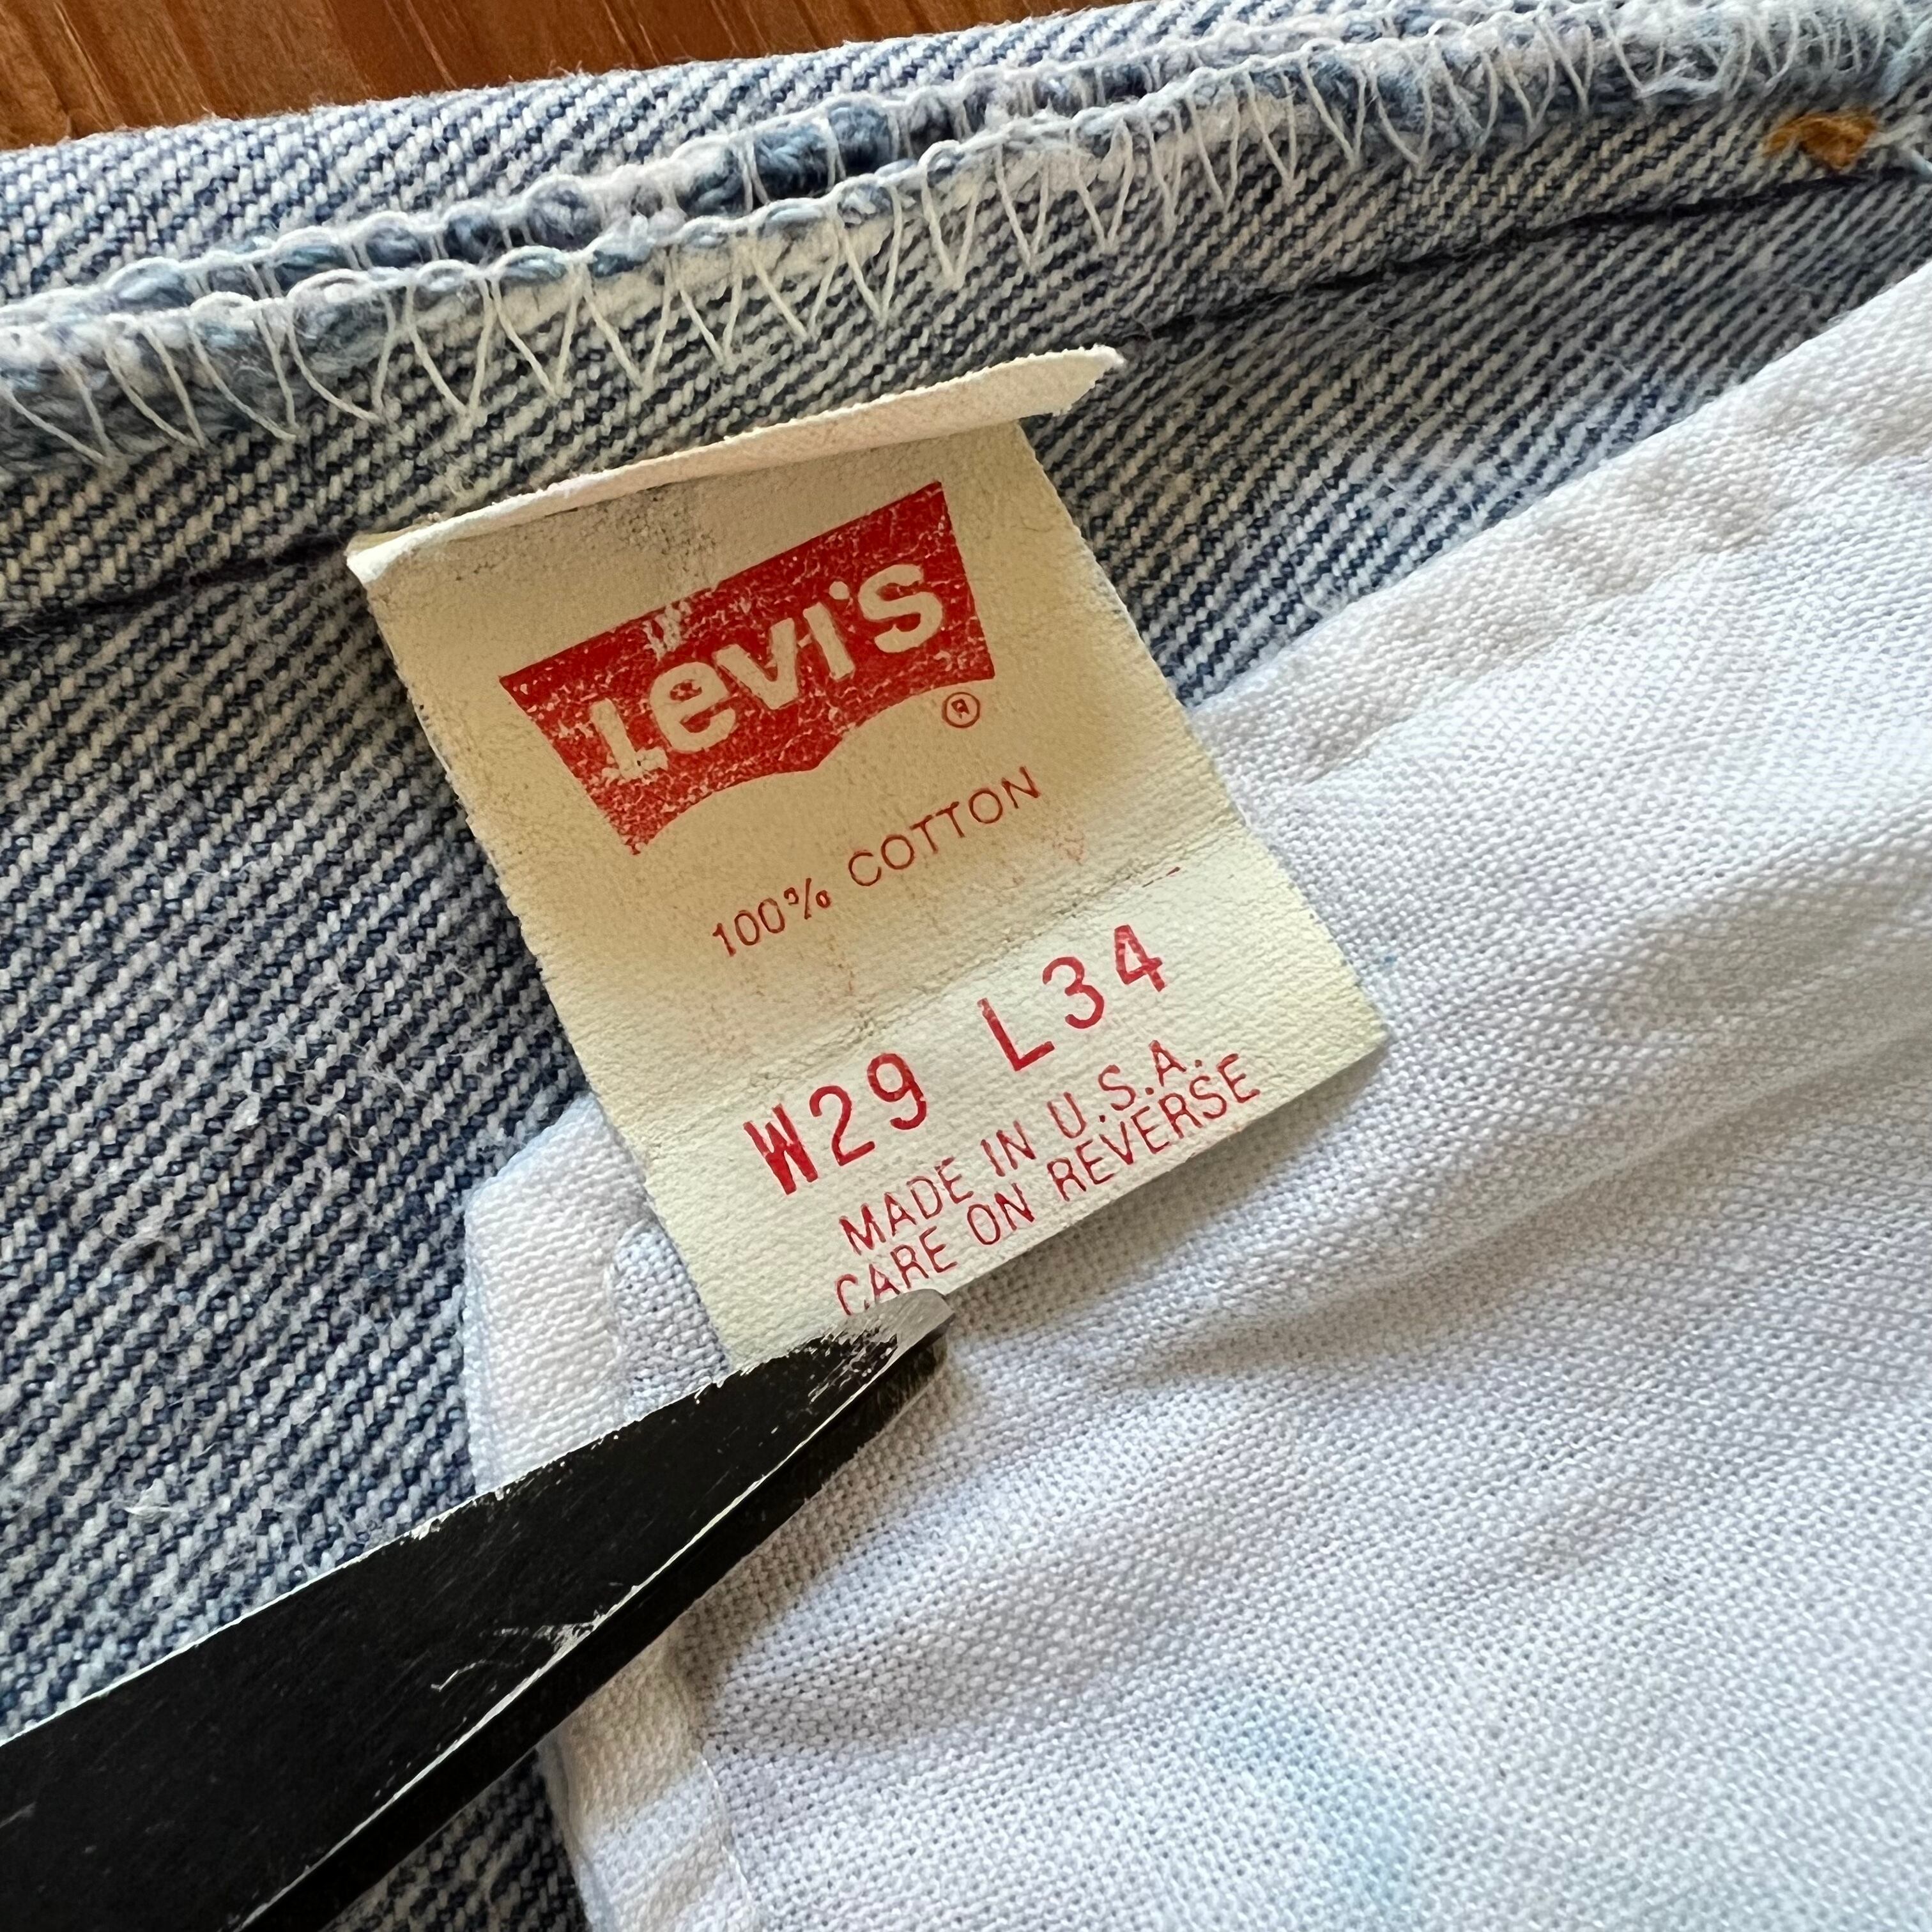 Levi's
®
100% COTTON
W29 L34
MADE IN U.S.A.
CARE ON REVERSE